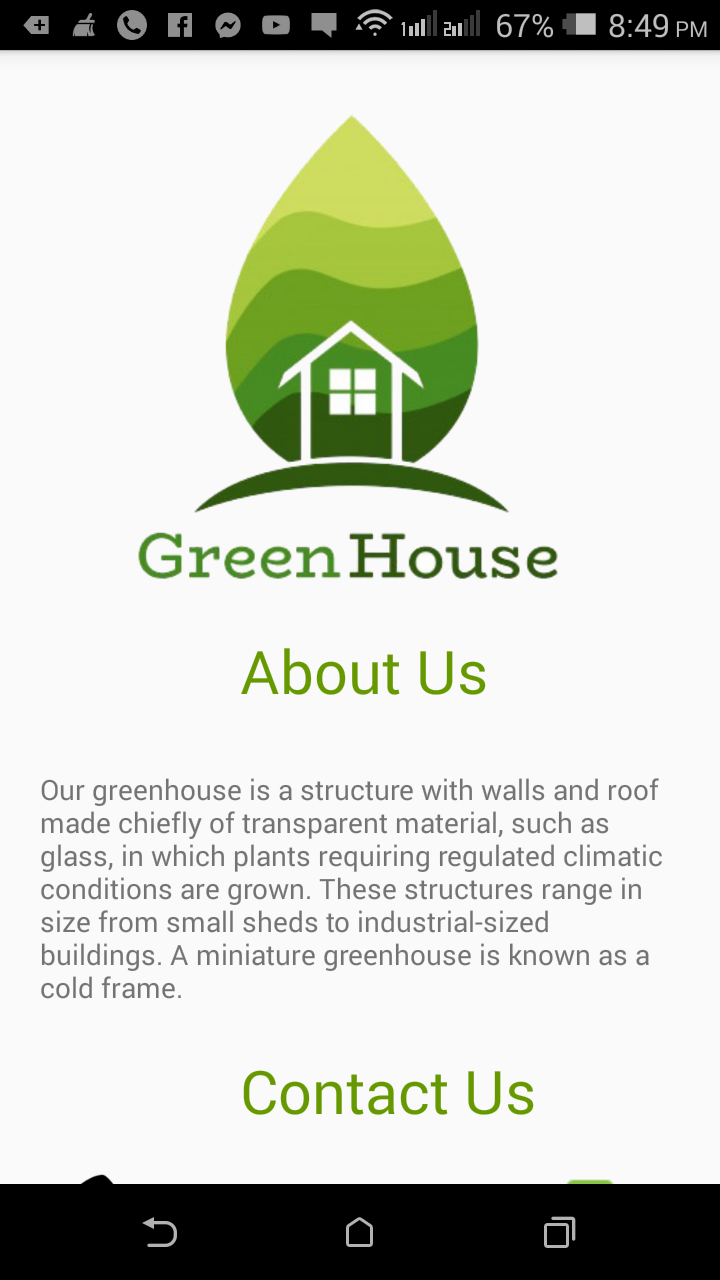 67% 8:49 PM
GreenHouse
About Us
Our greenhouse is a structure with walls and roof
made chiefly of transparent material, such as
glass, in which plants requiring regulated climatic
conditions are grown. These structures range in
size from small sheds to industrial-sized
buildings. A miniature greenhouse is known as a
cold frame.
Contact Us